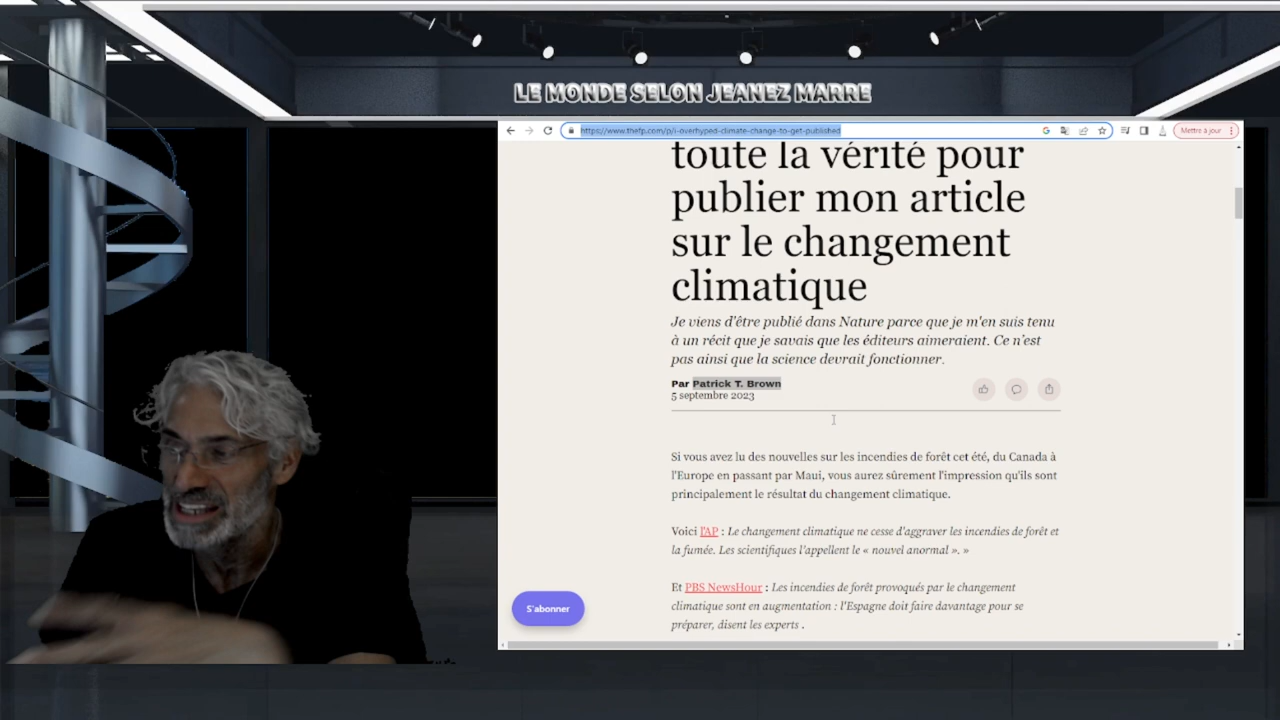 LE MONDE SELON JEANEZ MARRE
https://www.thefp.com/p/i-overhyped-climate-change-to-get-published
Mettre à jour
toute la vérité pour
publier mon article
sur le changement
climatique
Je viens d'être publié dans Nature parce que je m'en suis tenu
à un récit que je savais que les éditeurs aimeraient. Ce n'est
pas ainsi que la science devrait fonctionner.
Par Patrick T. Brown
5 septembre 2023
Si vous avez lu des nouvelles sur les incendies de forêt cet été, du Canada à
l'Europe en passant par Maui, vous aurez sûrement l'impression qu'ils sont
principalement le résultat du changement climatique.
Voici l'AP : Le changement climatique ne cesse d'aggraver les incendies de forêt et
la fumée. Les scientifiques l'appellent le « nouvel anormal ». »
Et PBS NewsHour : Les incendies de forêt provoqués par le changement
climatique sont en augmentation : l'Espagne doit faire davantage pour se
préparer, disent les experts .
S'abonner